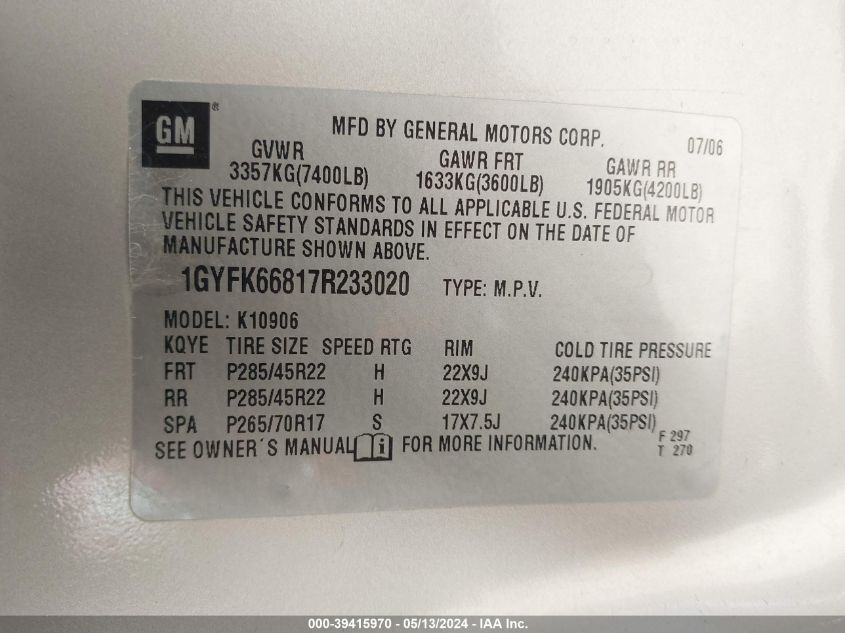 GM ®
MFD BY GENERAL MOTORS CORP. 07/06
GVWR GAWR FRT GAWR RR
3357KG(7400LB) 1633KG(3600LB) 1905KG(4200LB)
THIS VEHICLE CONFORMS TO ALL APPLICABLE U.S. FEDERAL MOTOR
VEHICLE SAFETY STANDARDS IN EFFECT ON THE DATE OF
MANUFACTURE SHOWN ABOVE.
1GYFK66817R233020 TYPE: M.P.V.
MODEL: K10906
KQYE TIRE SIZE SPEED RTG RIM COLD TIRE PRESSURE
FRT P285/45R22 H 22X9J 240KPA(35PSI)
RR P285/45R22 H 22X9J 240KPA(35PSI)
SPA P265/70R17 S 17X7.5J 240KPA(35PSI)
SEE OWNER´S MANUAL i FOR MORE INFORMATION. F 297
T 270
000-39415970 - 05/13/2024 - IAA Inc.